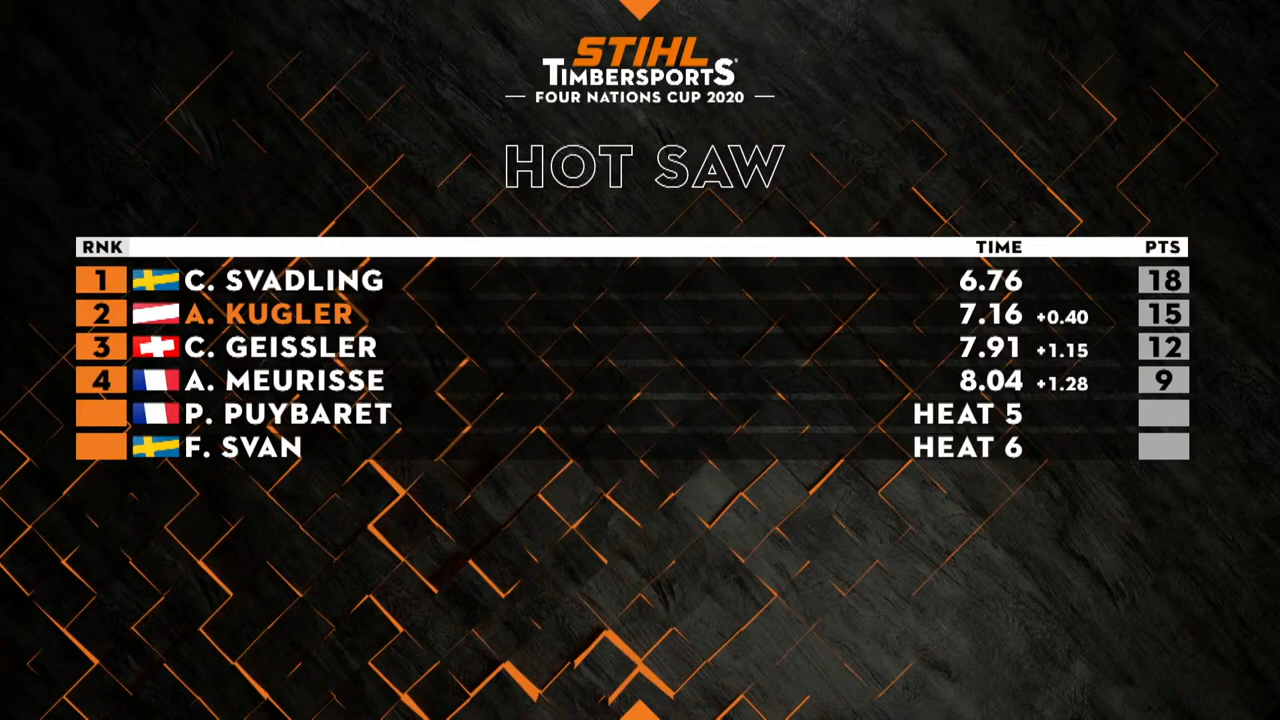 STIHL
TIMBERSPORTS®
FOUR NATIONS CUP 2020
HOT SAW
RNK TIME PTS
1 C. SVADLING 6.76 18
2 A. KUGLER 7.16 +0.40 15
3 C. GEISSLER 7.91 +1.15 12
4 A. MEURISSE 8.04 +1.28 9
P. PUYBARET HEAT 5
F. SVAN HEAT 6